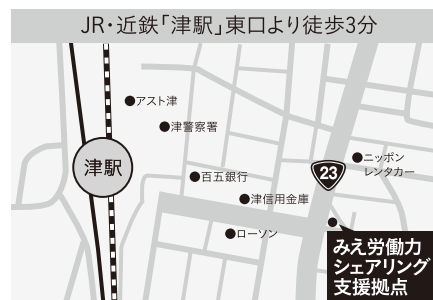 JR・近鉄「津駅」東口より徒歩3分
アスト津
津警察署
津駅
百五銀行
23
ニッポン
レンタカー
津信用金庫
ローソン
みえ労働力
シェアリング
支援拠点